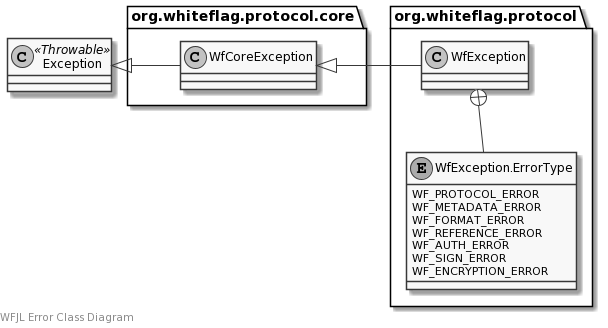 org.whiteflag.protocol.core
org.whiteflag.protocol
C
«Throwable»
Exception
C WfCoreException
C WfException
E WfException.ErrorType
WF_PROTOCOL_ERROR
WF_METADATA_ERROR
WF_FORMAT_ERROR
WF_REFERENCE_ERROR
WF_AUTH_ERROR
WF_SIGN_ERROR
WF_ENCRYPTION_ERROR
WFJL Error Class Diagram